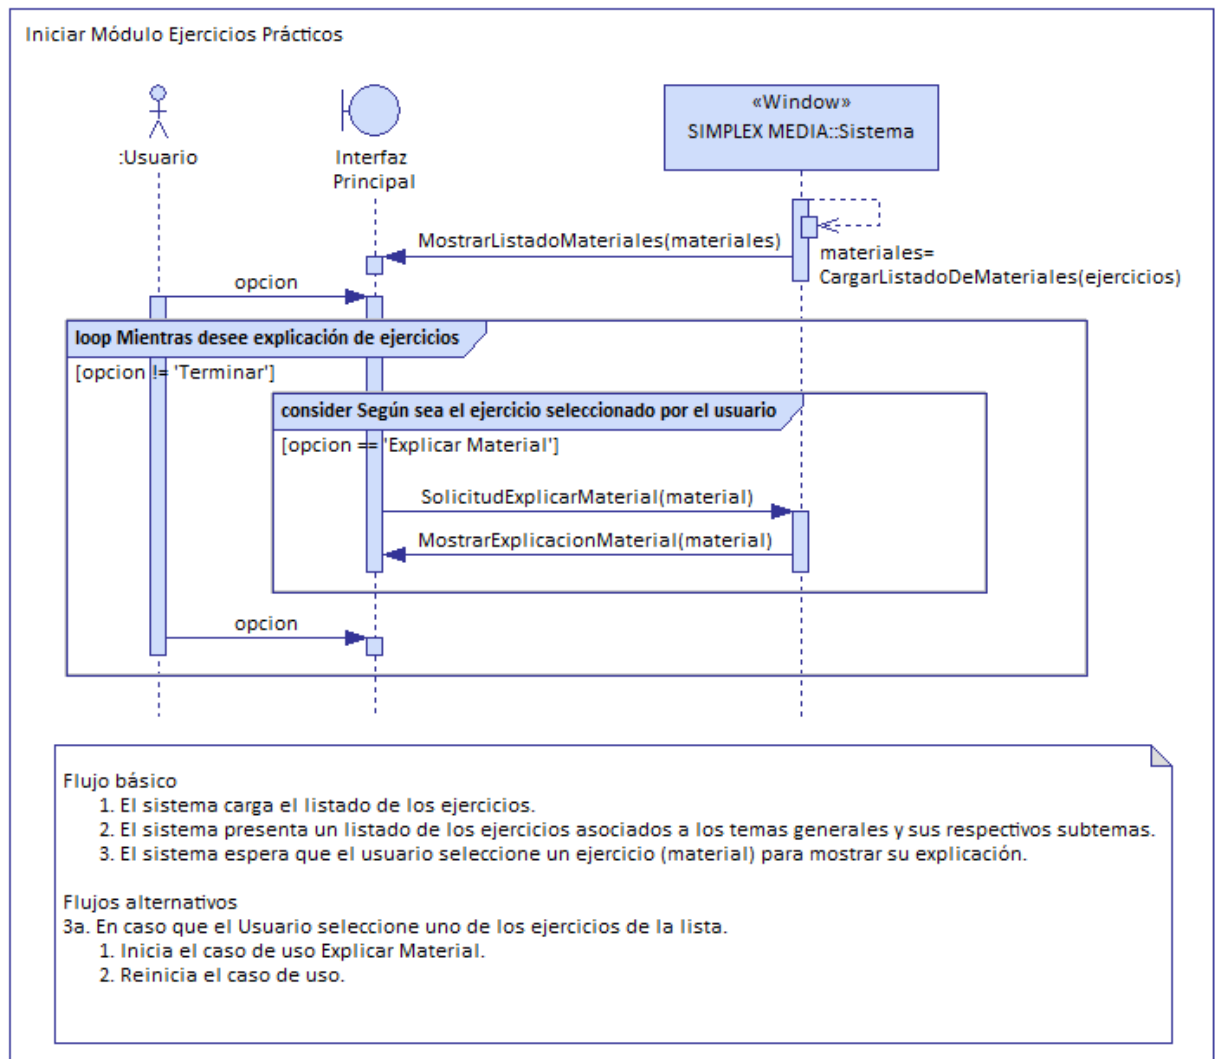 Iniciar Módulo Ejercicios Prácticos
:Usuario
Interfaz
Principal
«Window»
SIMPLEX MEDIA::Sistema
MostrarListadoMateriales(materiales)
materiales=
CargarListadoDeMateriales(ejercicios)
opcion
loop Mientras desee explicación de ejercicios
[opcion != 'Terminar']
consider Según sea el ejercicio seleccionado por el usuario
[opcion == 'Explicar Material']
SolicitudExplicarMaterial(material)
MostrarExplicacionMaterial(material)
opcion
Flujo básico
1. El sistema carga el listado de los ejercicios.
2. El sistema presenta un listado de los ejercicios asociados a los temas generales y sus respectivos subtemas.
3. El sistema espera que el usuario seleccione un ejercicio (material) para mostrar su explicación.
Flujos alternativos
3a. En caso que el Usuario seleccione uno de los ejercicios de la lista.
1. Inicia el caso de uso Explicar Material.
2. Reinicia el caso de uso.